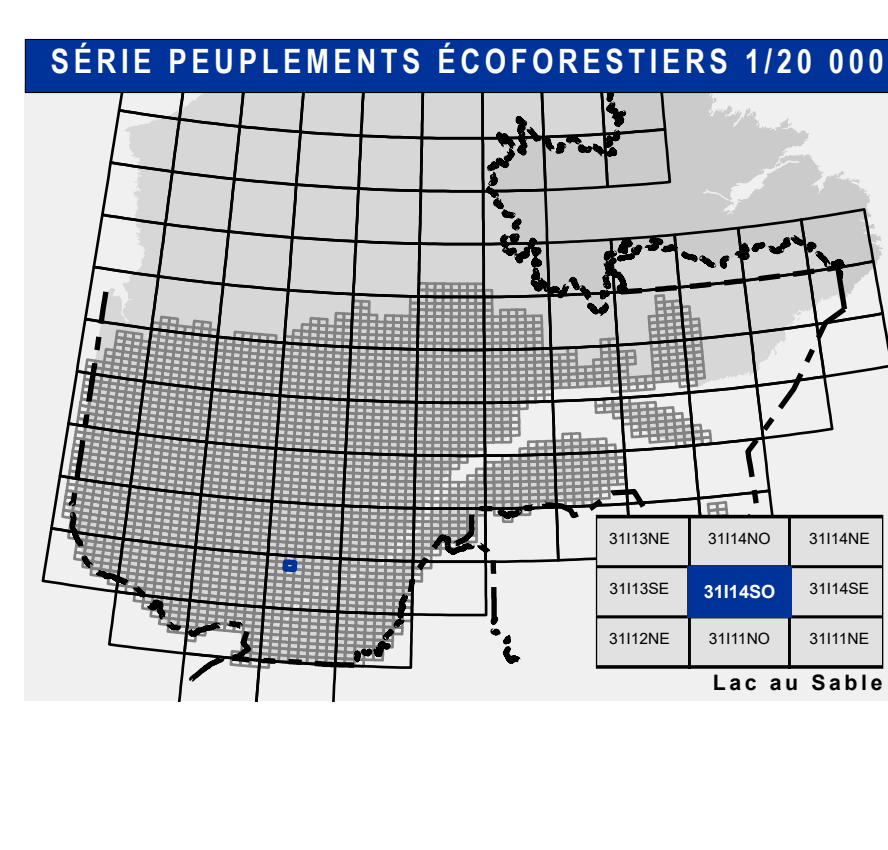 SÉRIE PEUPLEMENTS ÉCOFORESTIERS 1/20 000
31I13NE 31I14NO 31I14NE
31I13SE 31I14SO 31I14SE
31I12NE 31I11NO 31I11NE
Lac au Sable